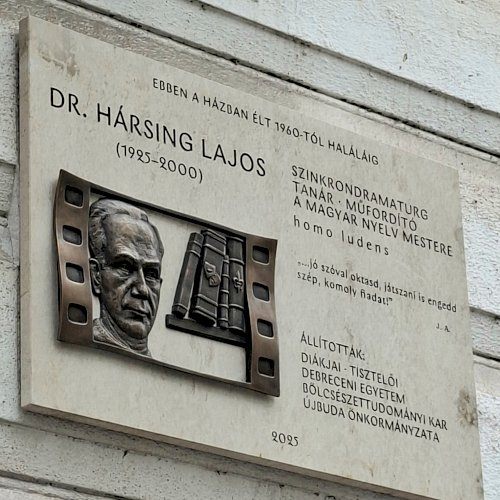 EBBEN A HÁZBAN ÉLT 1960-TÓL HALÁLÁIG
DR. HÁRSING LAJOS
(1925–2000)
SZINKRONDRAMATURG
TANÁR · MŰFORDÍTÓ
A MAGYAR NYELV MESTERE
homo ludens
„...jó szóval oktasd, játszani is engedd
szép, komoly fiadat!”
J. A.
ÁLLÍTOTTÁK:
DIÁKJAI · TISZTELŐI
DEBRECENI EGYETEM
BÖLCSÉSZETTUDOMÁNYI KAR
ÚJBUDA ÖNKORMÁNYZATA
2025